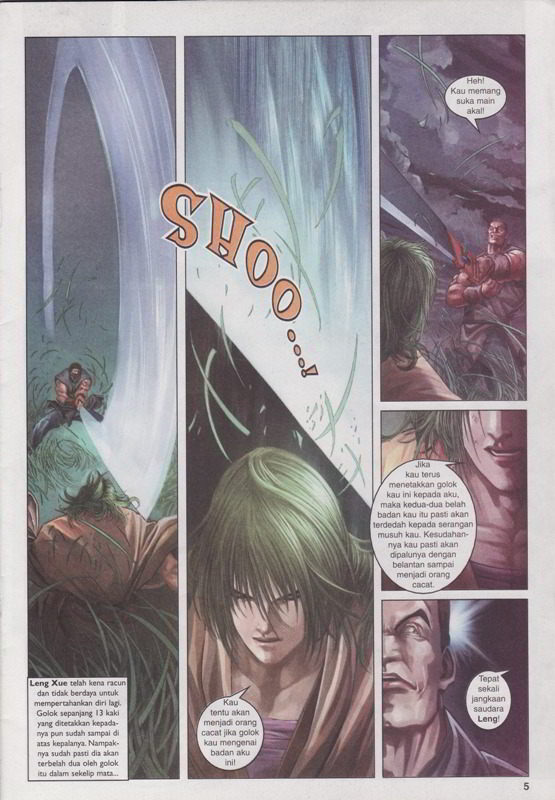 Leng Xue telah kena racun
dan tidak berdaya untuk
mempertahankan diri lagi.
Golok sepanjang 13 kaki
yang ditetakkan kepada-
nya pun sudah sampai di
atas kepalanya. Nampak-
nya sudah pasti dia akan
terbelah dua oleh golok
itu dalam sekelip mata...
SHOO...!
Kau
tentu akan
menjadi orang
cacat jika golok
kau mengenai
badan aku
ini!
Heh!
Kau memang
suka main
akal!
Jika
kau terus
menetakkan golok
kau ini kepada aku,
maka kedua-dua belah
badan kau itu pasti akan
terdedah kepada serangan
musuh kau. Kesudahan-
nya kau pasti akan
dipalunya dengan
belantan sampai
menjadi orang
cacat.
Tepat
sekali
jangkaan
saudara
Leng!
5